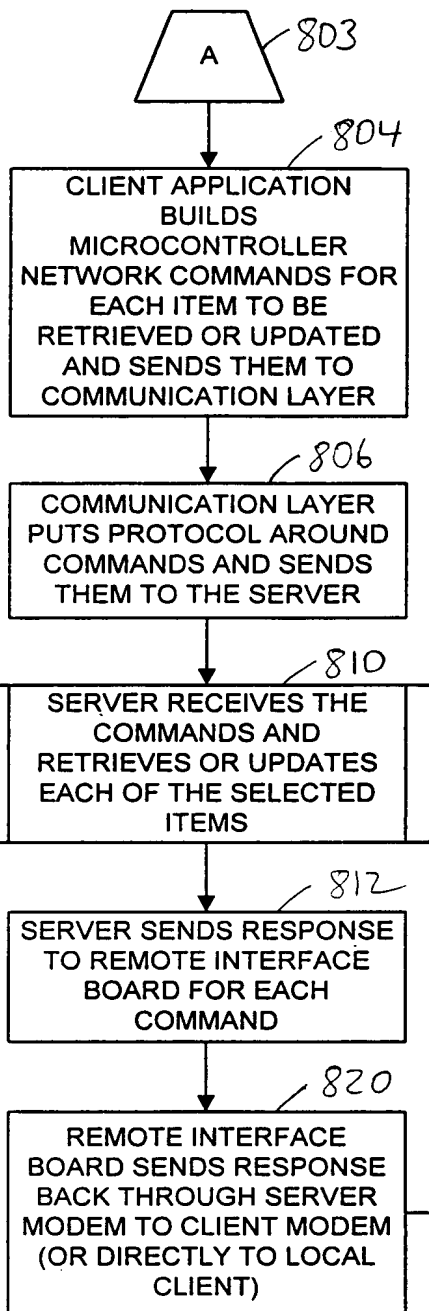 803
A
804
CLIENT APPLICATION
BUILDS
MICROCONTROLLER
NETWORK COMMANDS FOR
EACH ITEM TO BE
RETRIEVED OR UPDATED
AND SENDS THEM TO
COMMUNICATION LAYER
806
COMMUNICATION LAYER
PUTS PROTOCOL AROUND
COMMANDS AND SENDS
THEM TO THE SERVER
810
SERVER RECEIVES THE
COMMANDS AND
RETRIEVES OR UPDATES
EACH OF THE SELECTED
ITEMS
812
SERVER SENDS RESPONSE
TO REMOTE INTERFACE
BOARD FOR EACH
COMMAND
820
REMOTE INTERFACE
BOARD SENDS RESPONSE
BACK THROUGH SERVER
MODEM TO CLIENT MODEM
(OR DIRECTLY TO LOCAL
CLIENT)